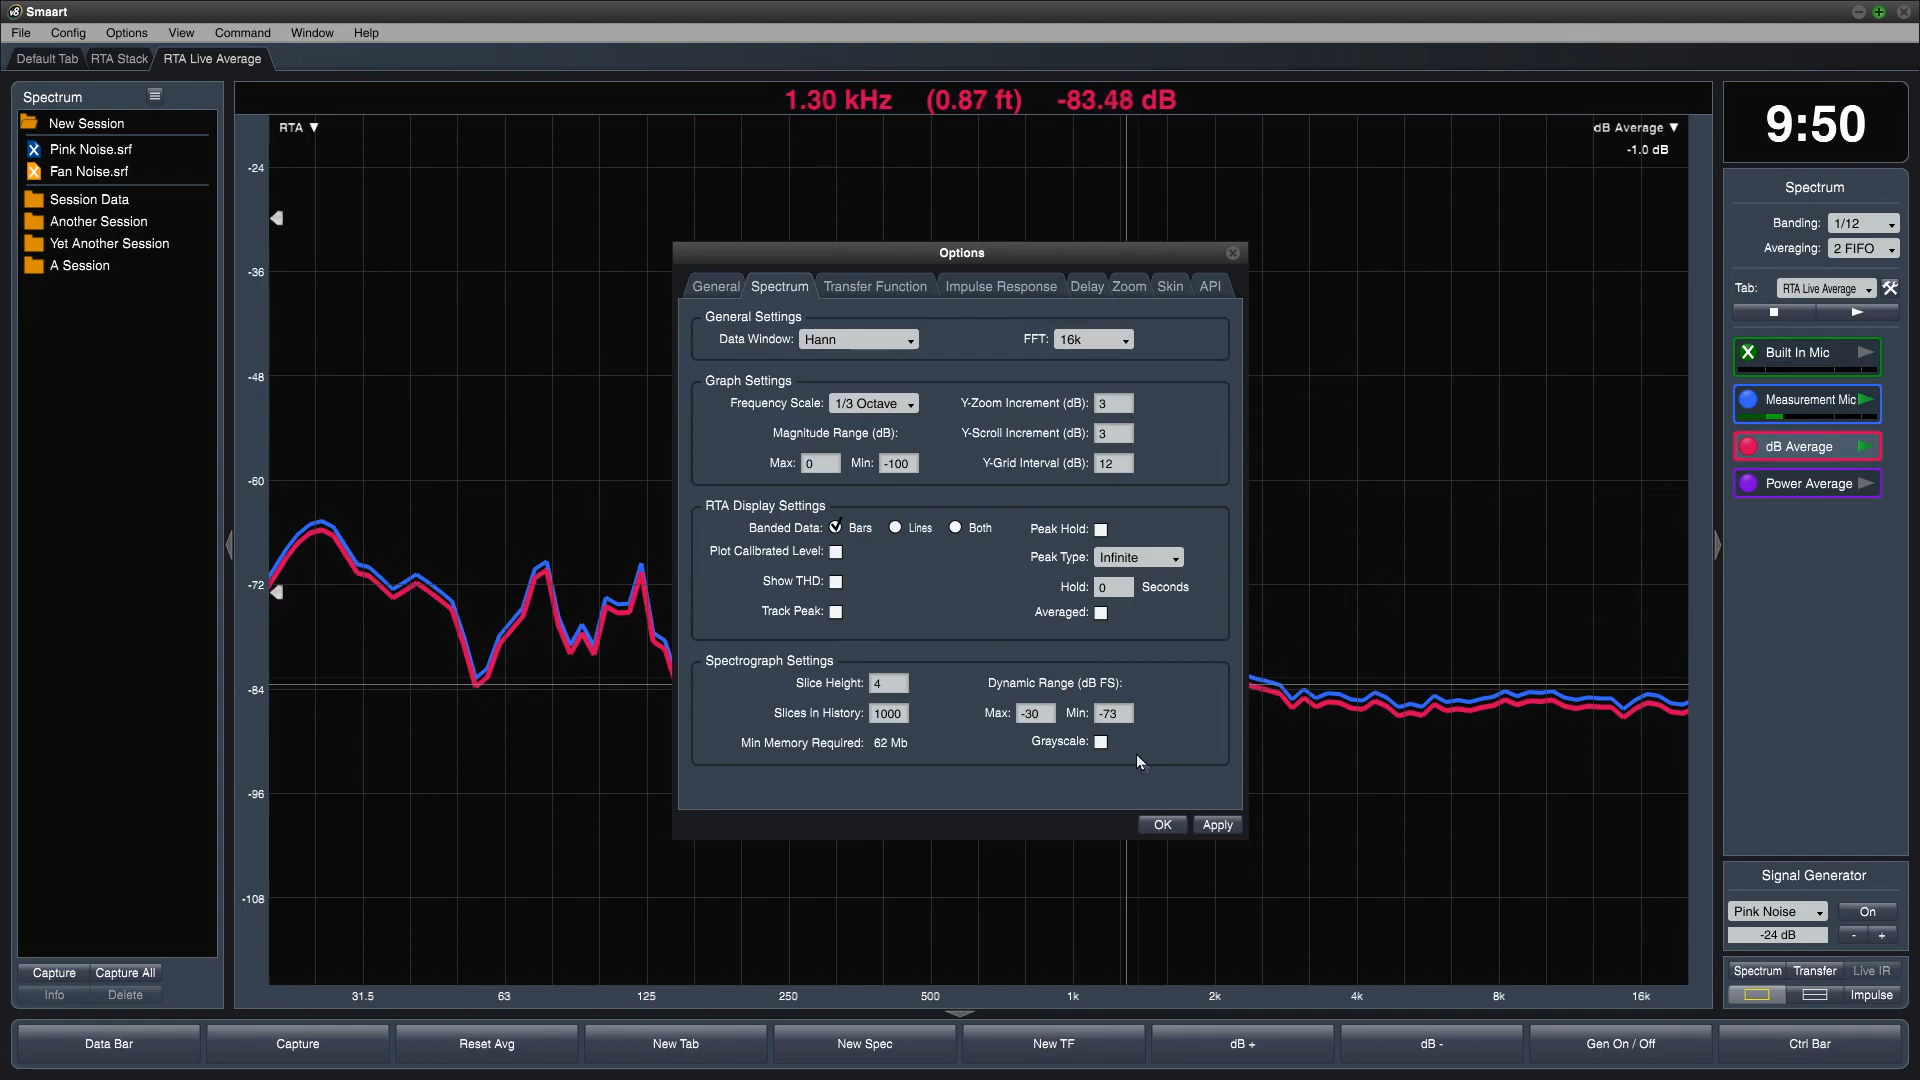 v8 Smaart
File Config Options View Command Window Help
Default Tab RTA Stack RTA Live Average
Spectrum
New Session
Pink Noise.srf
Fan Noise.srf
Session Data
Another Session
Yet Another Session
A Session
Capture Capture All
Info Delete
1.30 kHz (0.87 ft) -83.48 dB
RTA ▼
dB Average ▼
-1.0 dB
-24
-36
-48
-60
-72
-84
-96
-108
31.5 63 125 250 500 1k 2k 4k 8k 16k
Options
General Spectrum Transfer Function Impulse Response Delay Zoom Skin API
General Settings
Data Window: Hann FFT: 16k
Graph Settings
Frequency Scale: 1/3 Octave Y-Zoom Increment (dB): 3
Magnitude Range (dB): Y-Scroll Increment (dB): 3
Max: 0 Min: -100 Y-Grid Interval (dB): 12
RTA Display Settings
Banded Data: Bars Lines Both Peak Hold:
Plot Calibrated Level: Peak Type: Infinite
Show THD: Hold: 0 Seconds
Track Peak: Averaged:
Spectrograph Settings
Slice Height: 4 Dynamic Range (dB FS):
Slices in History: 1000 Max: -30 Min: -73
Min Memory Required: 62 Mb Grayscale:
OK Apply
9:50
Spectrum
Banding: 1/12
Averaging: 2 FIFO
Tab: RTA Live Average
Built In Mic
Measurement Mic
dB Average
Power Average
Signal Generator
Pink Noise On
-24 dB - +
Spectrum Transfer Live IR
Impulse
Data Bar Capture Reset Avg New Tab New Spec New TF dB + dB - Gen On / Off Ctrl Bar